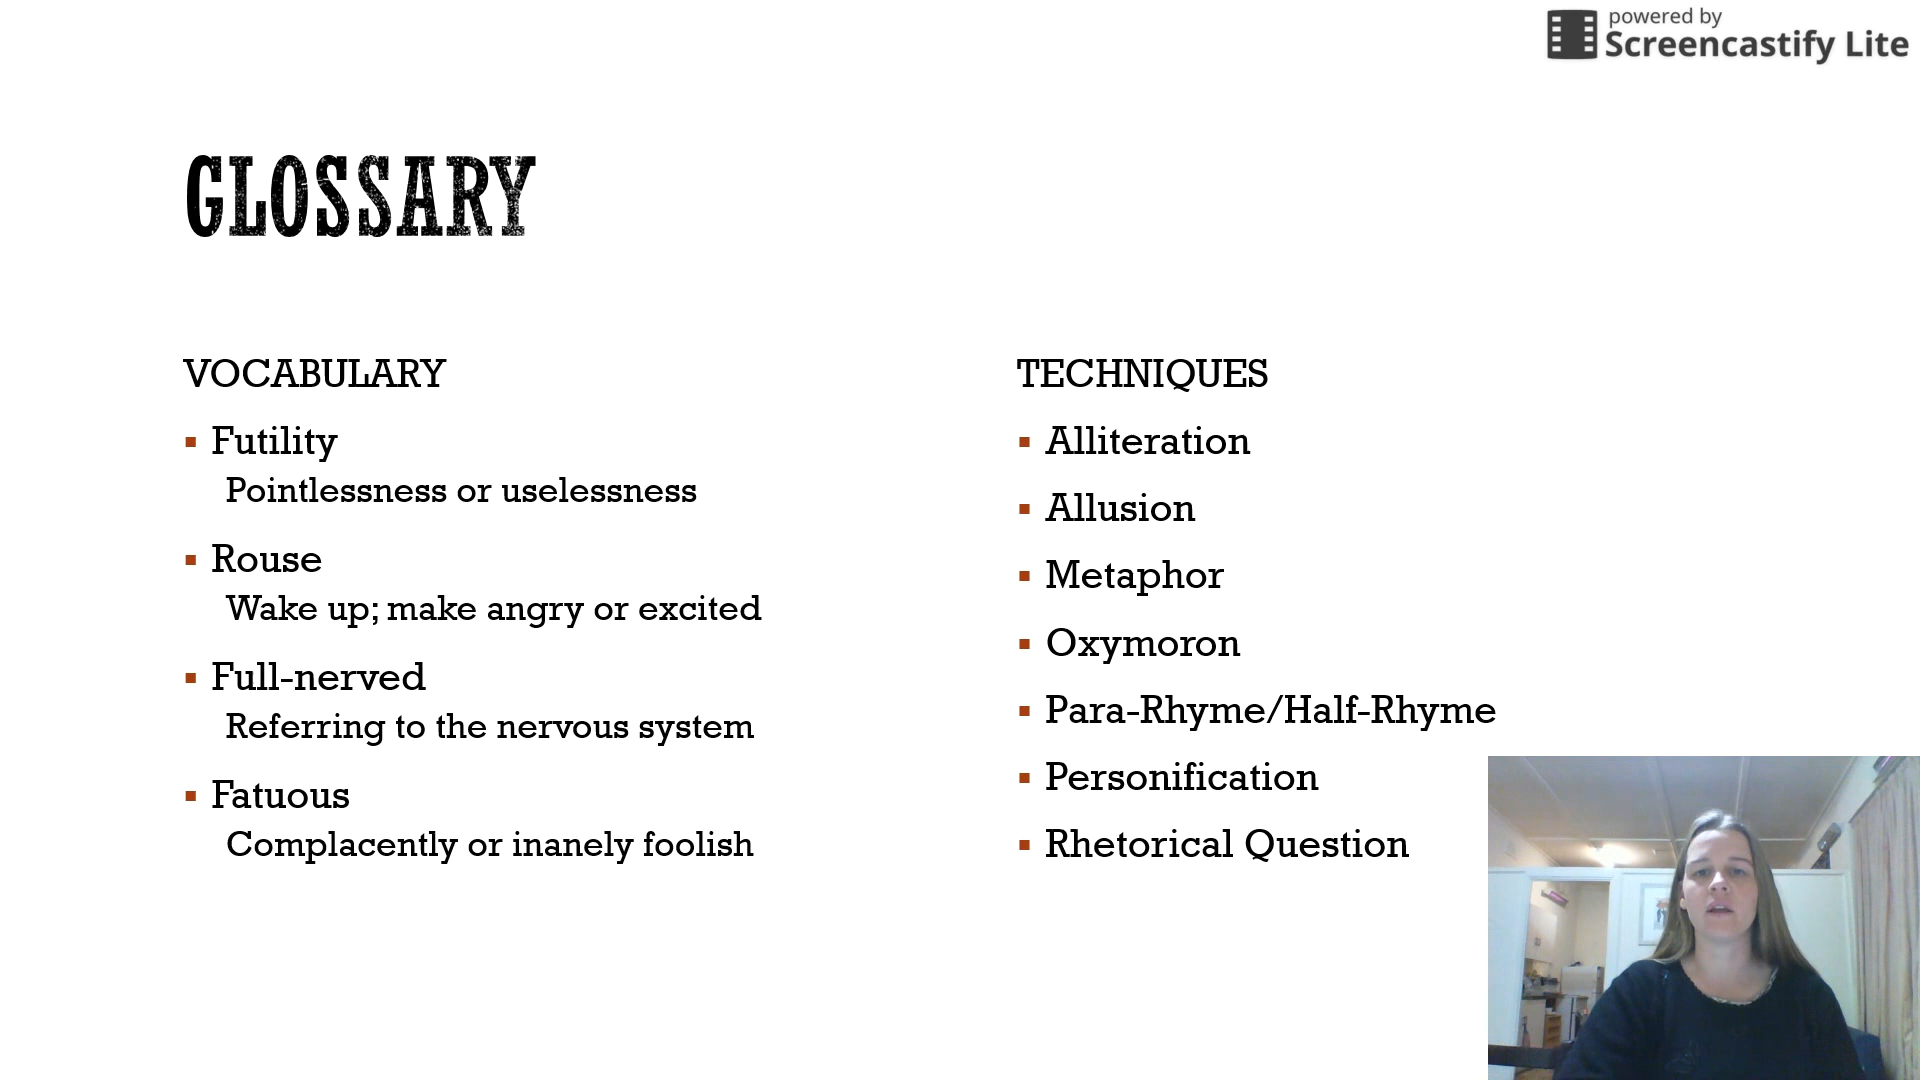 powered by
Screencastify Lite
GLOSSARY
VOCABULARY
Futility
Pointlessness or uselessness
Rouse
Wake up; make angry or excited
Full-nerved
Referring to the nervous system
Fatuous
Complacently or inanely foolish
TECHNIQUES
Alliteration
Allusion
Metaphor
Oxymoron
Para-Rhyme/Half-Rhyme
Personification
Rhetorical Question